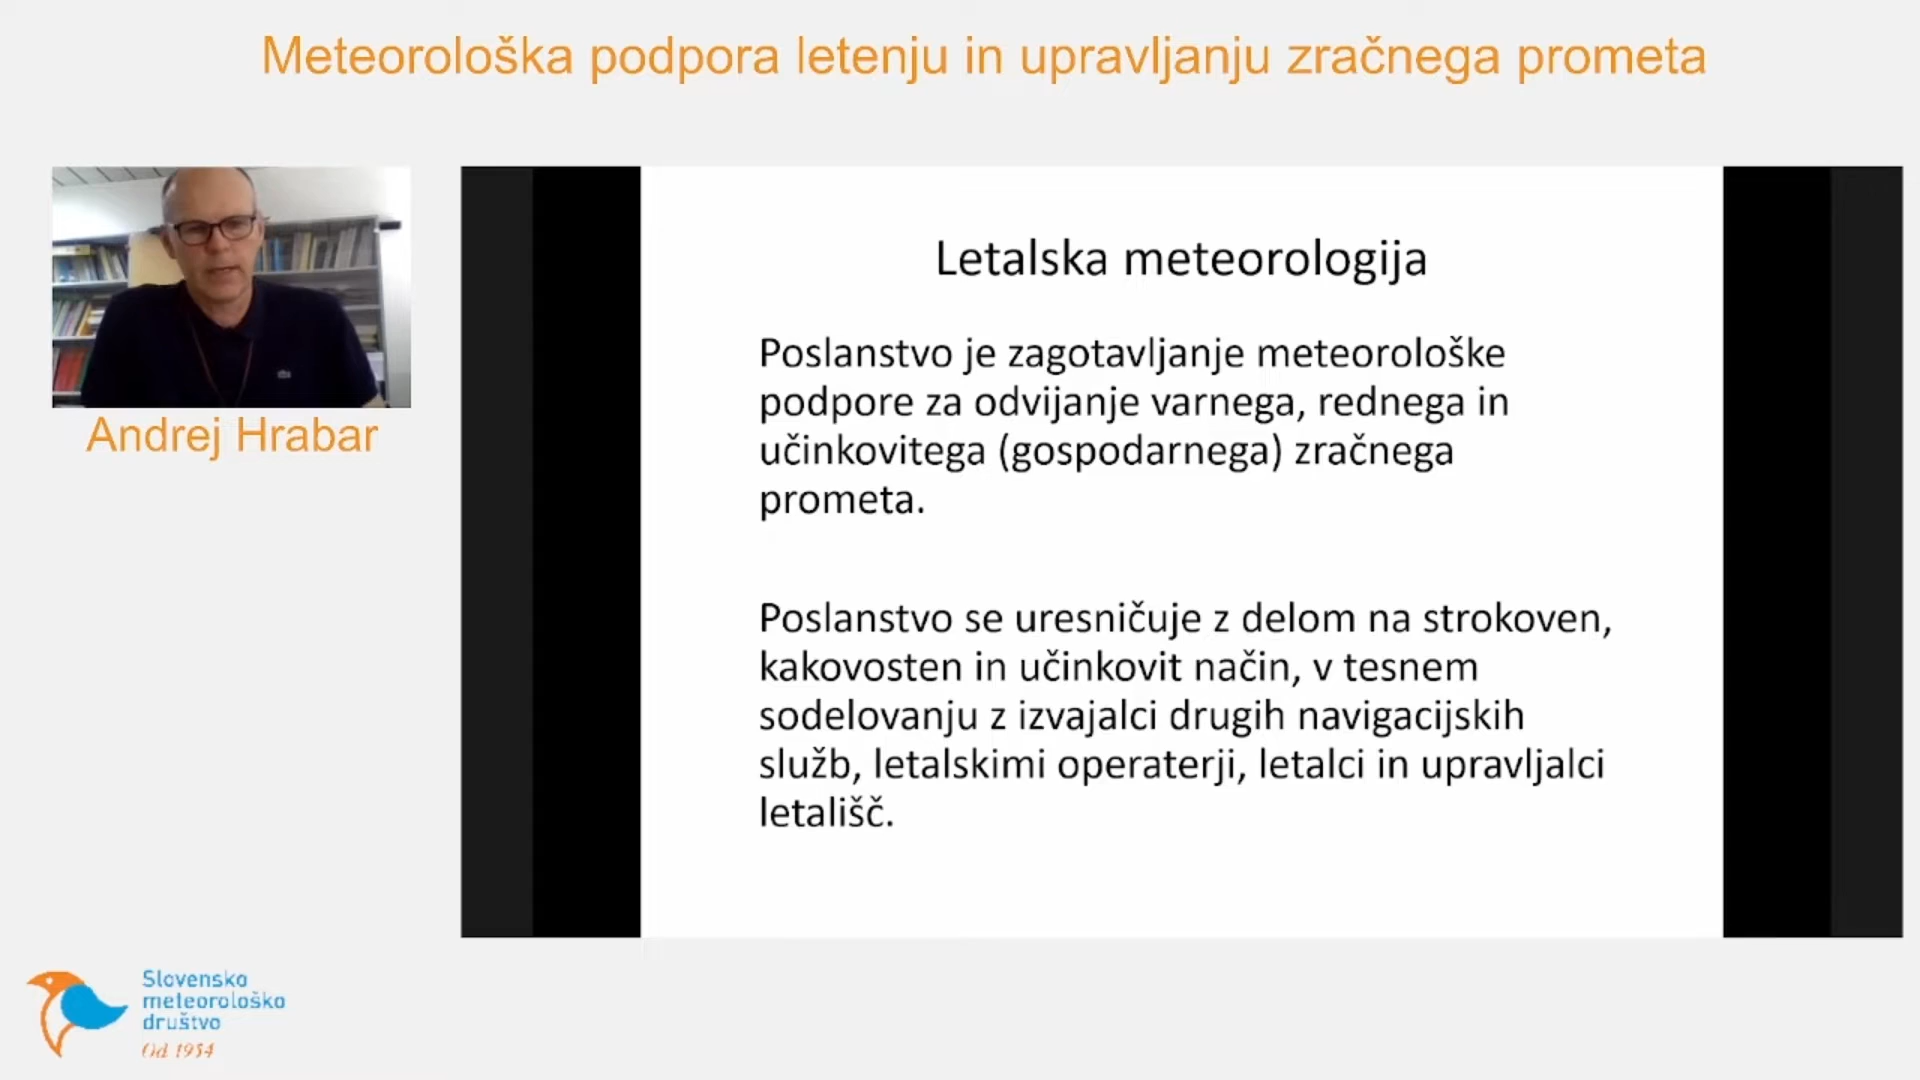 Meteorološka podpora letenju in upravljanju zračnega prometa
Andrej Hrabar
Letalska meteorologija
Poslanstvo je zagotavljanje meteorološke
podpore za odvijanje varnega, rednega in
učinkovitega (gospodarnega) zračnega
prometa.
Poslanstvo se uresničuje z delom na strokoven,
kakovosten in učinkovit način, v tesnem
sodelovanju z izvajalci drugih navigacijskih
služb, letalskimi operaterji, letalci in upravljalci
letališč.
Slovensko
meteorološko
društvo
Od 1954